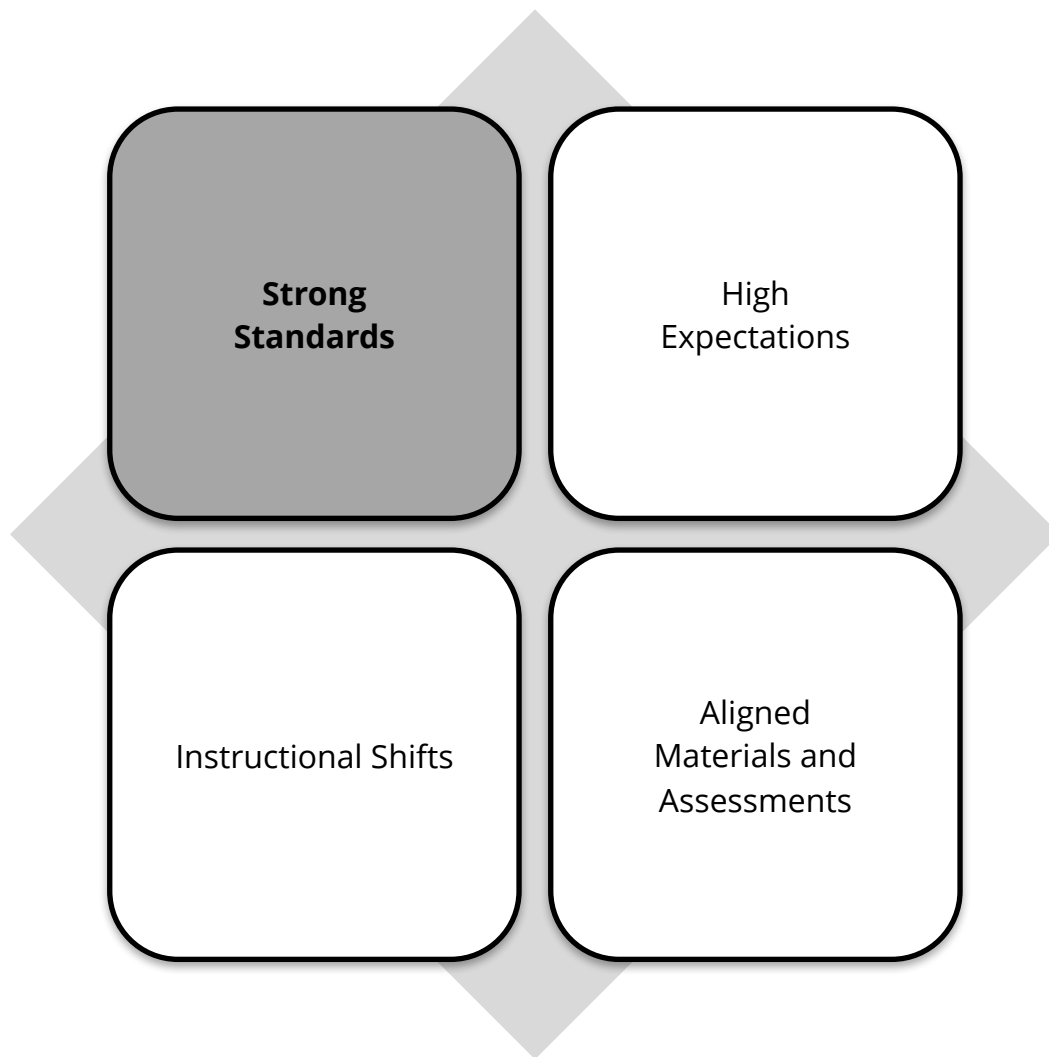 Strong
Standards
High
Expectations
Instructional Shifts
Aligned
Materials and
Assessments